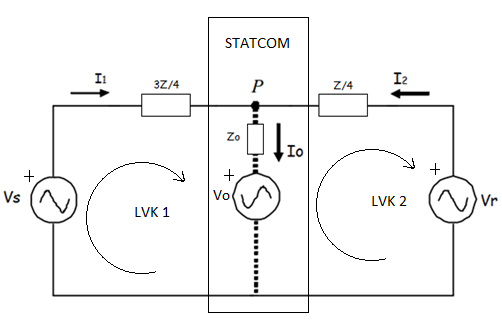 STATCOM
I1
3Z/4
P
Z/4
I2
Zo
Io
+
+
+
Vs
LVK 1
Vo
LVK 2
Vr